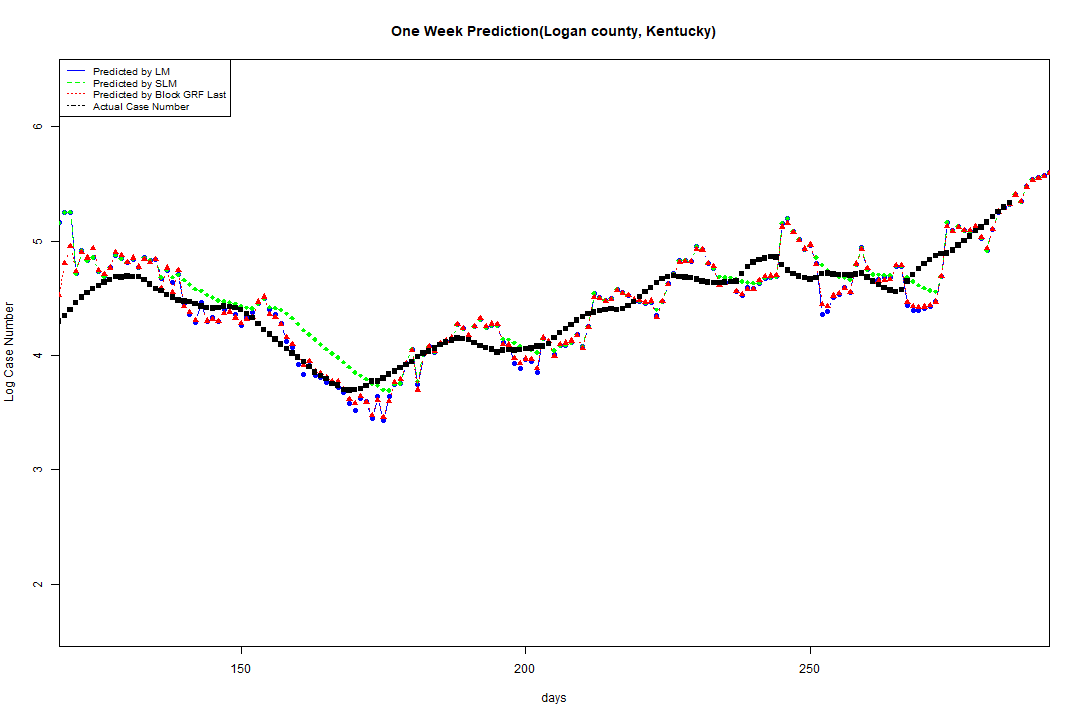 One Week Prediction(Logan county, Kentucky)
Predicted by LM
Predicted by SLM
Predicted by Block GRF Last
Actual Case Number
6
5
4
3
2
Log Case Number
150
200
250
days